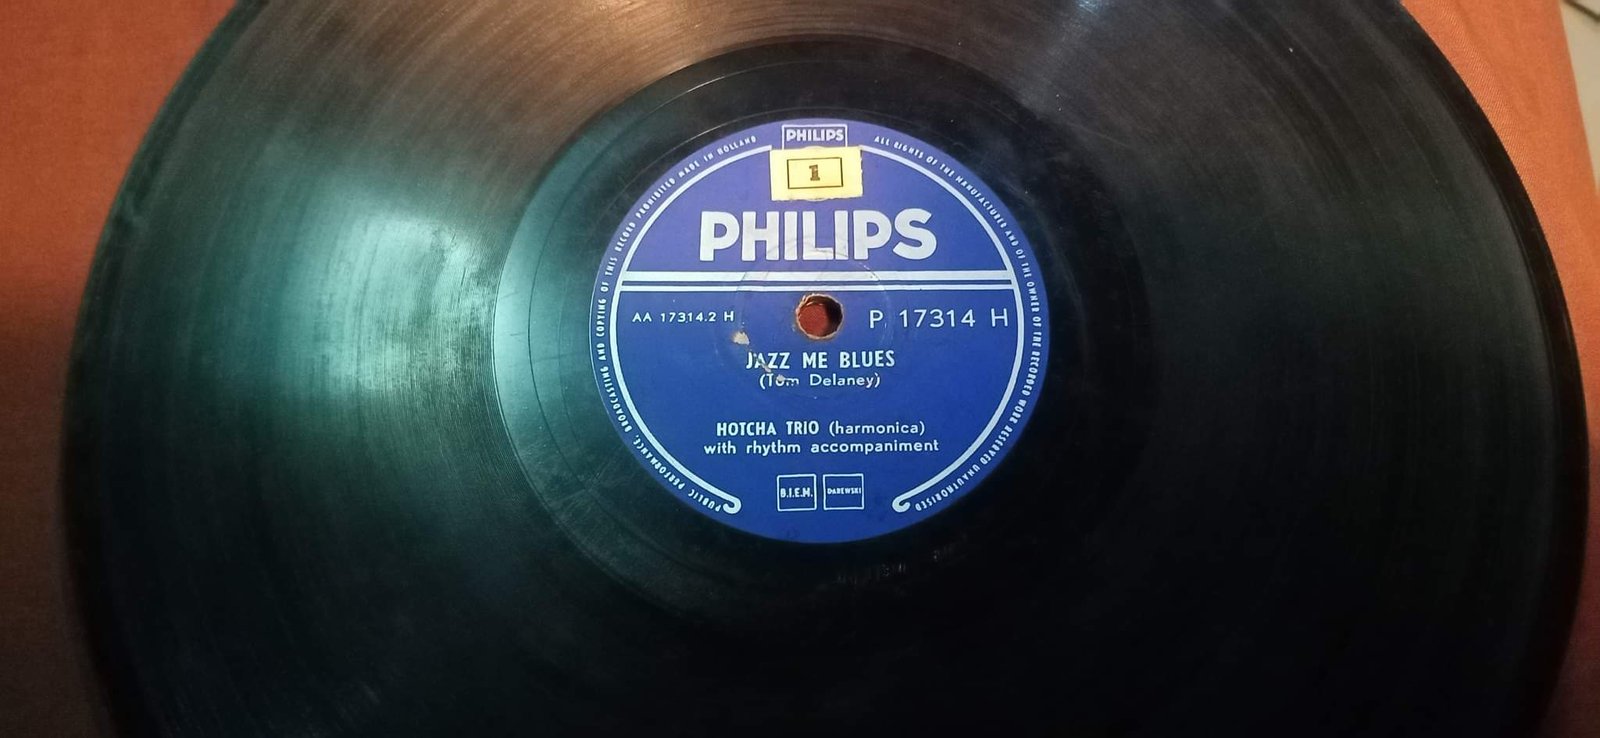 PHILIPS
1
PHILIPS
AA 17314.2 H
P 17314 H
JAZZ ME BLUES
(Tom Delaney)
HOTCHA TRIO (harmonica)
with rhythm accompaniment
B.I.E.M.
DAREWSKI
ALL RIGHTS OF THE MANUFACTURER AND OF THE OWNER OF THE RECORDED WORK RESERVED UNAUTHORISED
PUBLIC PERFORMANCE, BROADCASTING AND COPYING OF THIS RECORD PROHIBITED MADE IN HOLLAND